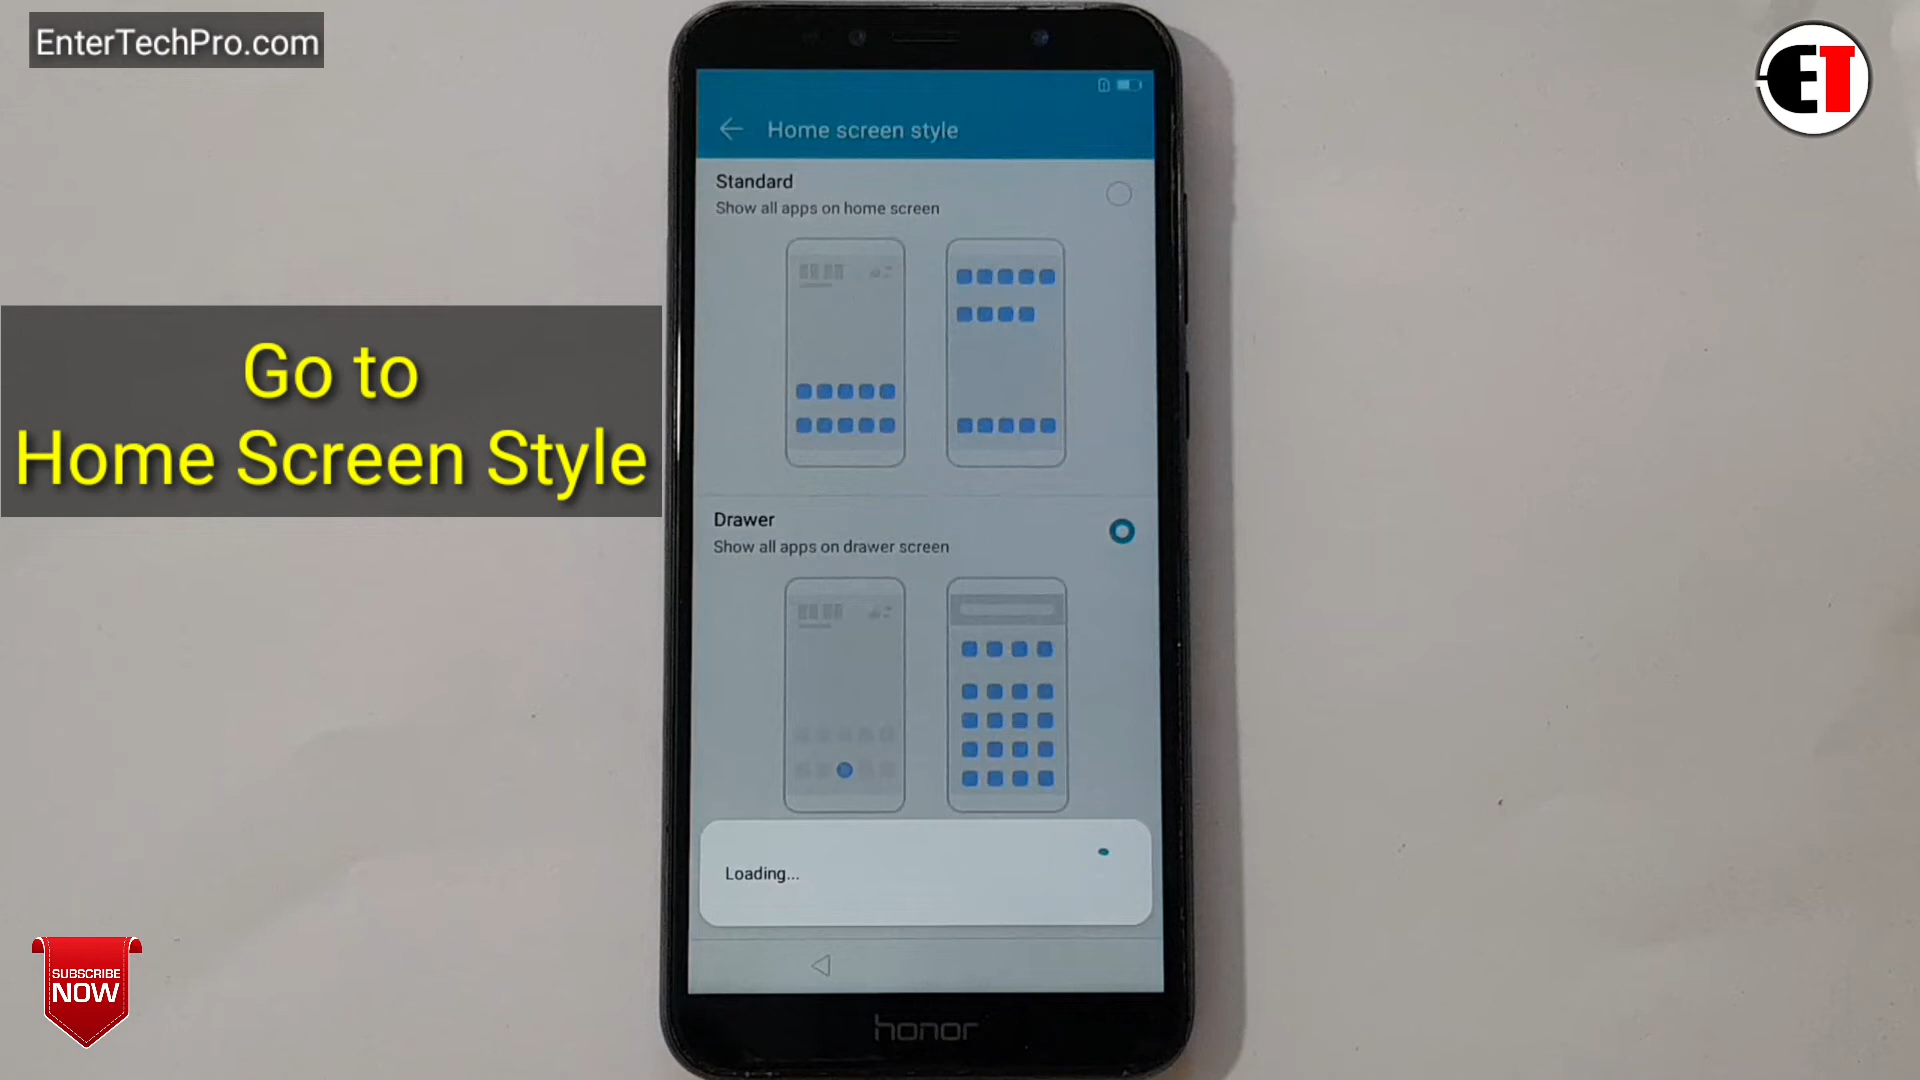 EnterTechPro.com
ET
Home screen style
Standard
Show all apps on home screen
Go to
Home Screen Style
Drawer
Show all apps on drawer screen
Loading...
SUBSCRIBE
NOW
honor